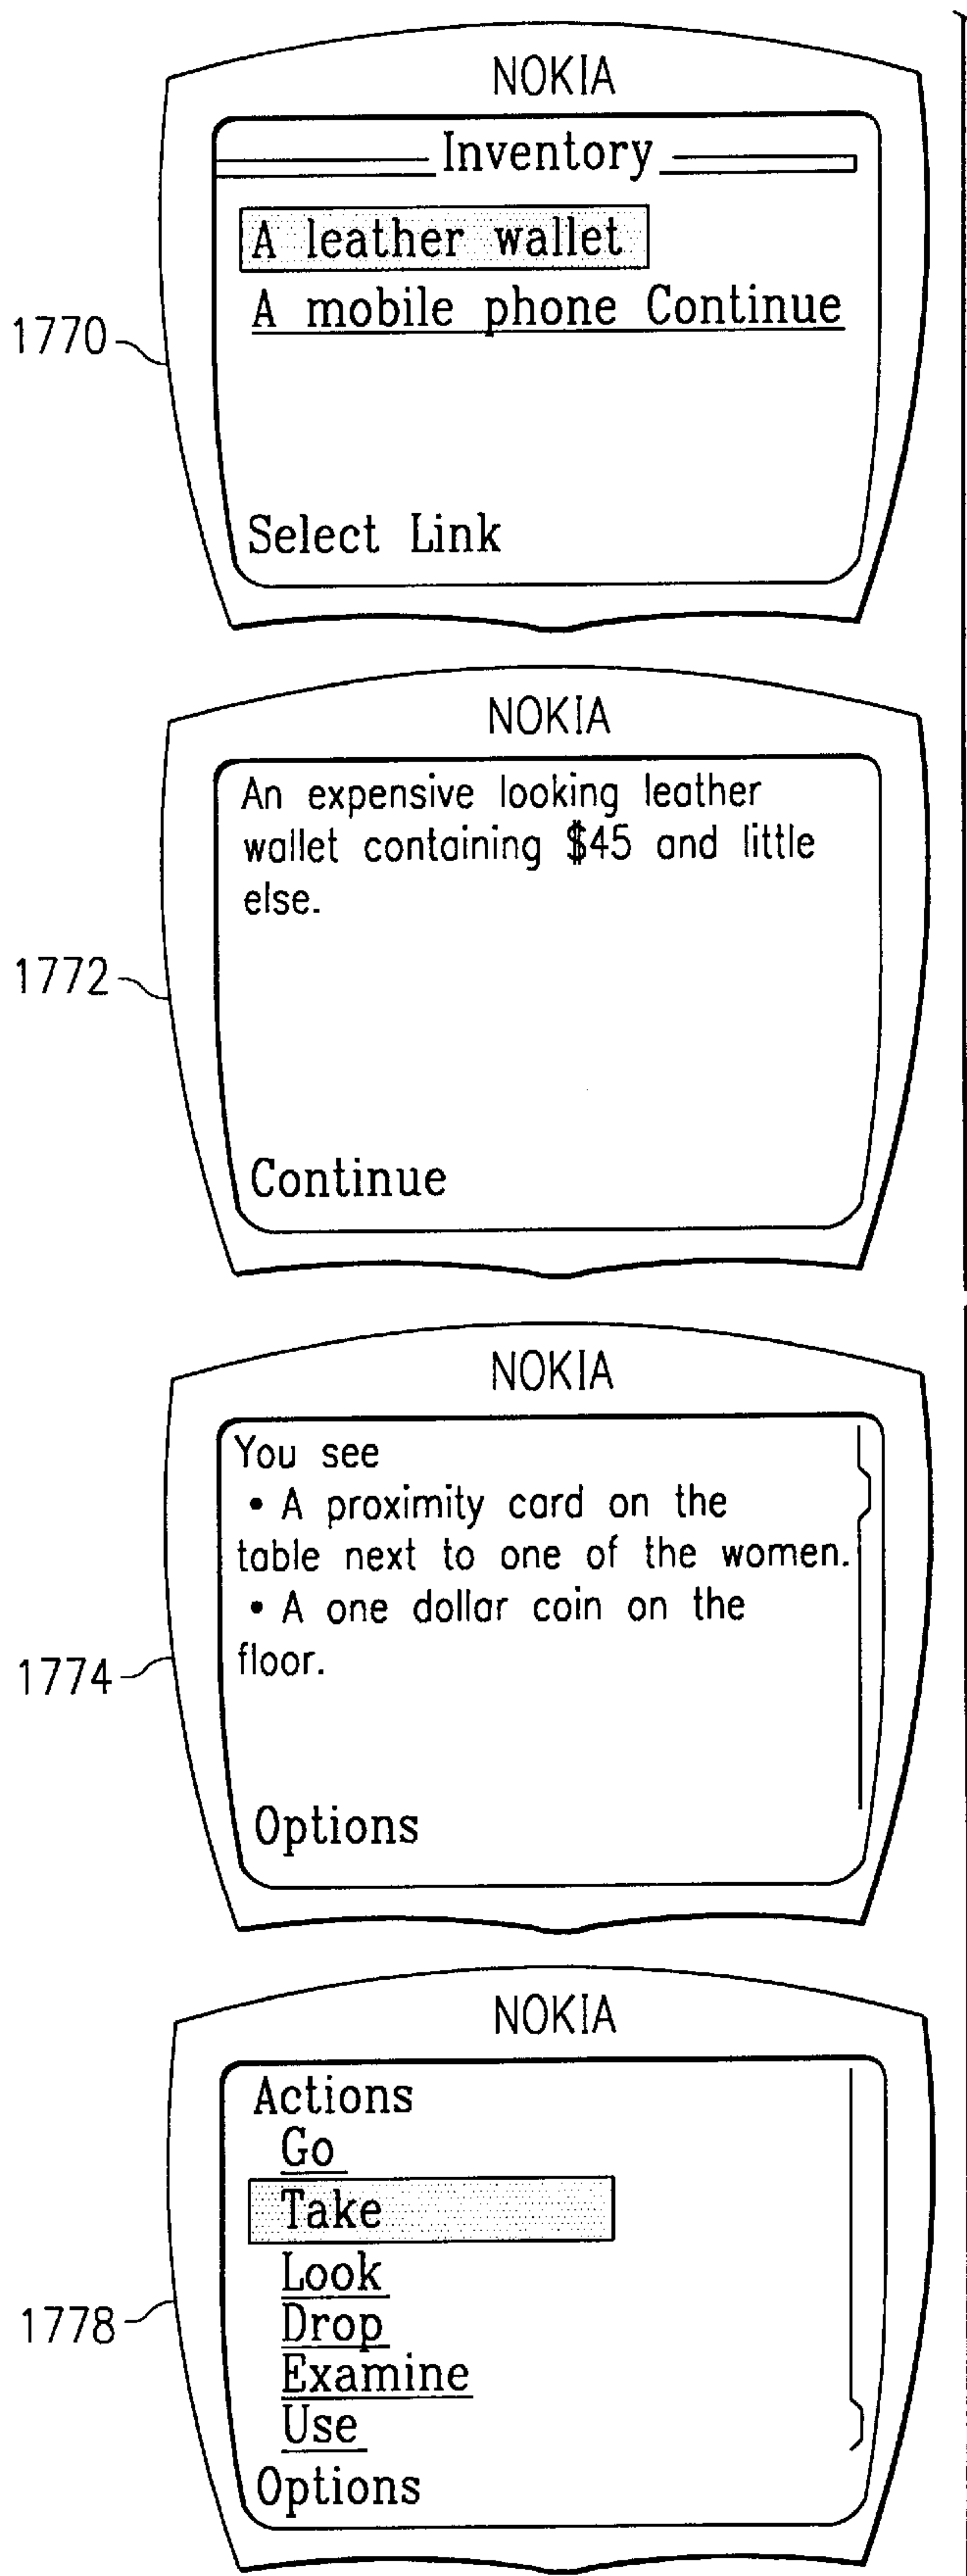 NOKIA
Inventory
A leather wallet
A mobile phone Continue
1770
Select Link
NOKIA
An expensive looking leather
wallet containing $45 and little
else.
1772
Continue
NOKIA
You see
• A proximity card on the
table next to one of the women.
• A one dollar coin on the
floor.
1774
Options
NOKIA
Actions
Go
Take
Look
1778
Drop
Examine
Use
Options